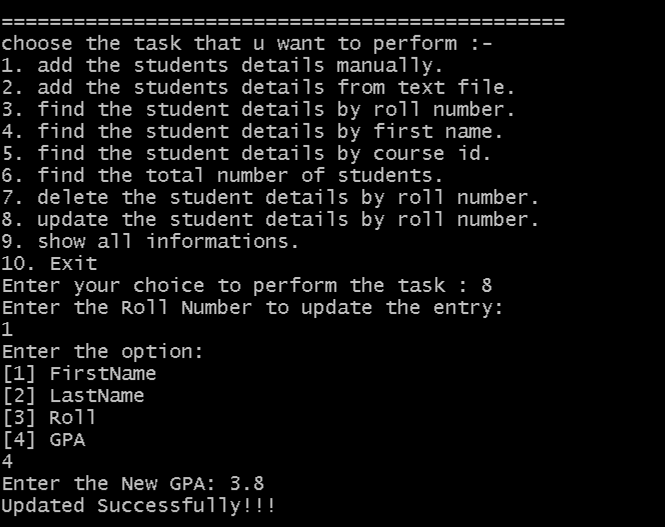 ===============================================
choose the task that u want to perform :-
1. add the students details manually.
2. add the students details from text file.
3. find the student details by roll number.
4. find the student details by first name.
5. find the student details by course id.
6. find the total number of students.
7. delete the student details by roll number.
8. update the student details by roll number.
9. show all informations.
10. Exit
Enter your choice to perform the task : 8
Enter the Roll Number to update the entry:
1
Enter the option:
[1] FirstName
[2] LastName
[3] Roll
[4] GPA
4
Enter the New GPA: 3.8
Updated Successfully!!!